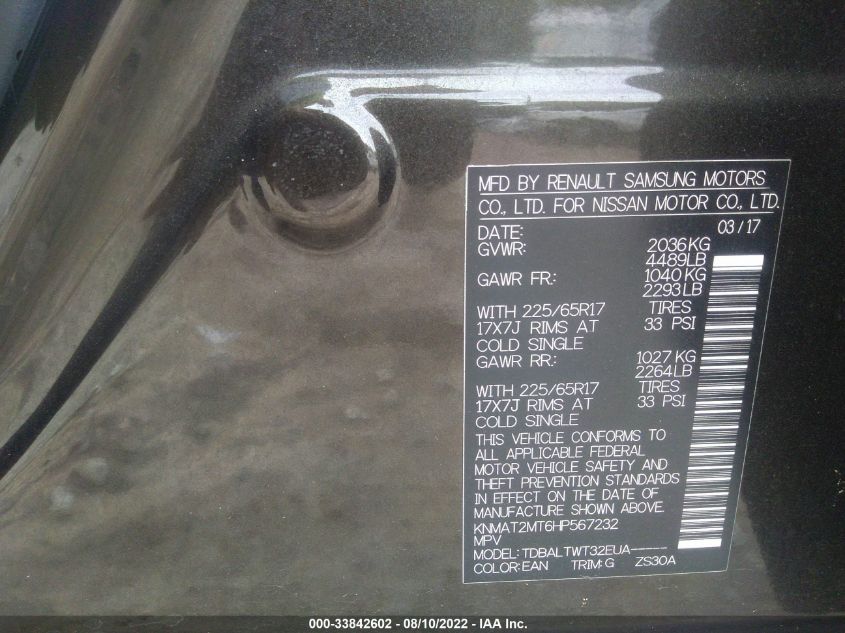 MFD BY RENAULT SAMSUNG MOTORS
CO., LTD. FOR NISSAN MOTOR CO., LTD.
DATE: 03/17
GVWR: 2036KG
4489LB
GAWR FR.: 1040KG
2293LB
WITH 225/65R17 TIRES
17X7J RIMS AT 33 PSI
COLD SINGLE
GAWR RR.: 1027KG
2264LB
WITH 225/65R17 TIRES
17X7J RIMS AT 33 PSI
COLD SINGLE
THIS VEHICLE CONFORMS TO
ALL APPLICABLE FEDERAL
MOTOR VEHICLE SAFETY AND
THEFT PREVENTION STANDARDS
IN EFFECT ON THE DATE OF
MANUFACTURE SHOWN ABOVE.
KNMAT2MT6HP567232
MPV
MODEL: TDBALTWT32EUA------
COLOR:EAN TRIM:G ZS30A
000-33842602 - 08/10/2022 - IAA Inc.